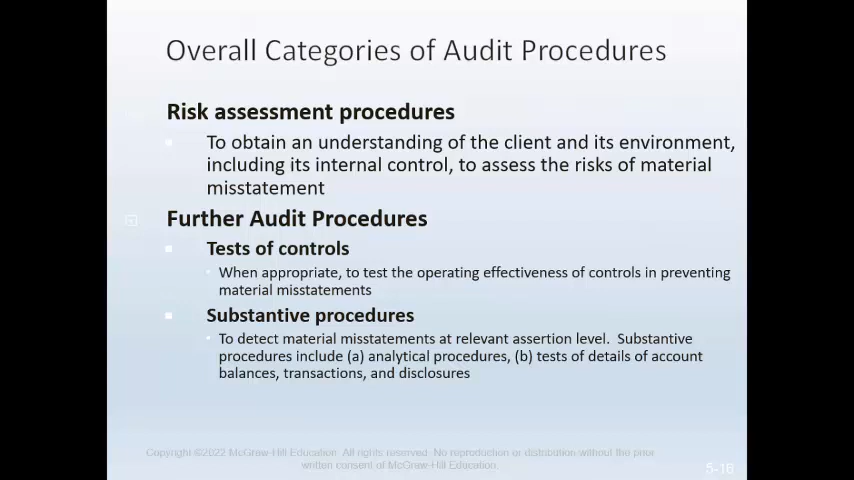 Overall Categories of Audit Procedures
Risk assessment procedures
To obtain an understanding of the client and its environment,
including its internal control, to assess the risks of material
misstatement
Further Audit Procedures
Tests of controls
When appropriate, to test the operating effectiveness of controls in preventing
material misstatements
Substantive procedures
To detect material misstatements at relevant assertion level.  Substantive
procedures include (a) analytical procedures, (b) tests of details of account
balances, transactions, and disclosures
Copyright ©2022 McGraw-Hill Education. All rights reserved. No reproduction or distribution without the prior
written consent of McGraw-Hill Education.
5-16